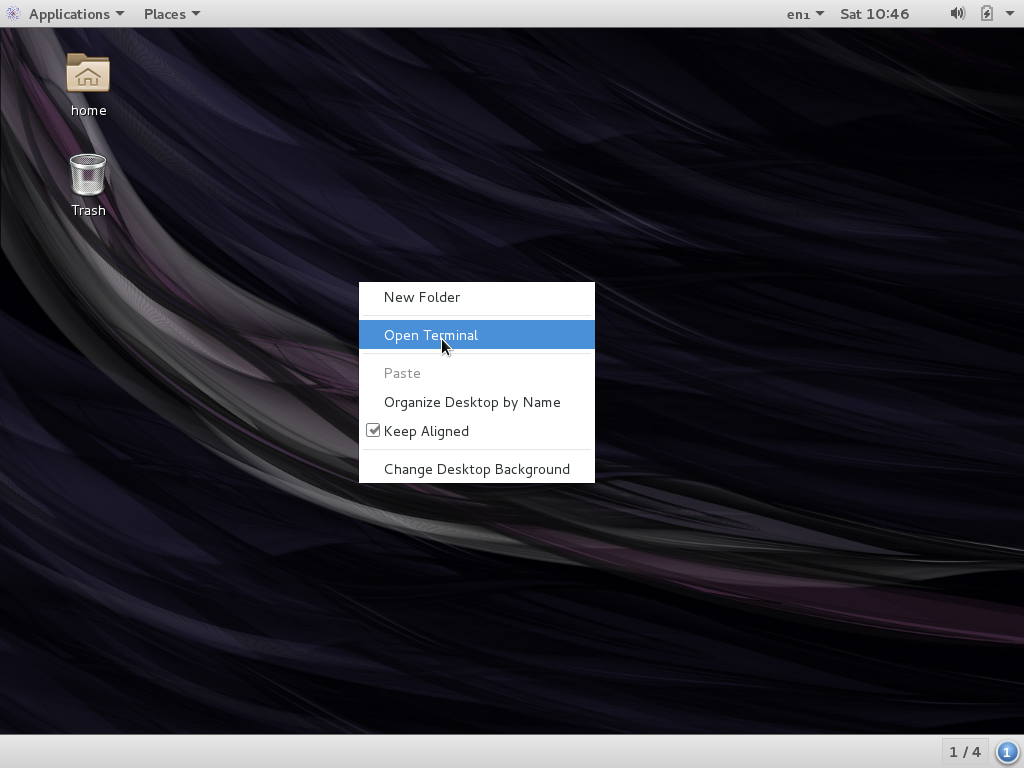 Applications Places en₁ Sat 10:46
home
Trash
New Folder
Open Terminal
Paste
Organize Desktop by Name
Keep Aligned
Change Desktop Background
1 / 4 1